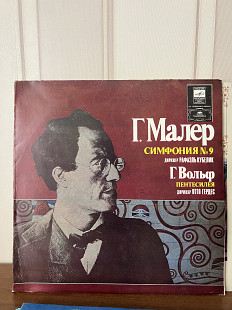 Г. Малер
СИМФОНИЯ № 9
ДИРИЖЕР РАФАЭЛЬ КУБЕЛИК
Г. Вольф
ПЕНТЕСИЛЕЯ
ДИРИЖЕР ОТТО ГЕРДЕС